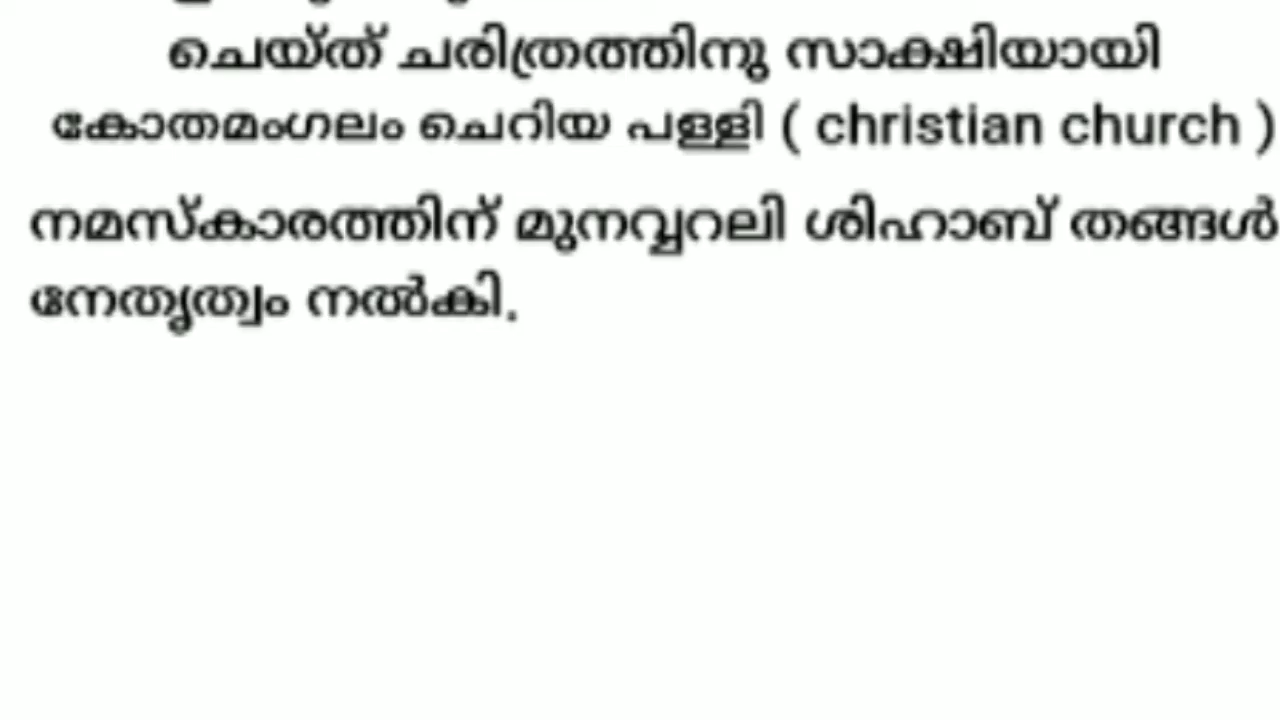 ചെയ്ത് ചരിത്രത്തിനു സാക്ഷിയായി
കോതമംഗലം ചെറിയ പള്ളി ( christian church )
നമസ്കാരത്തിന് മുനവ്വറലി ശിഹാബ് തങ്ങൾ
നേതൃത്വം നൽകി.